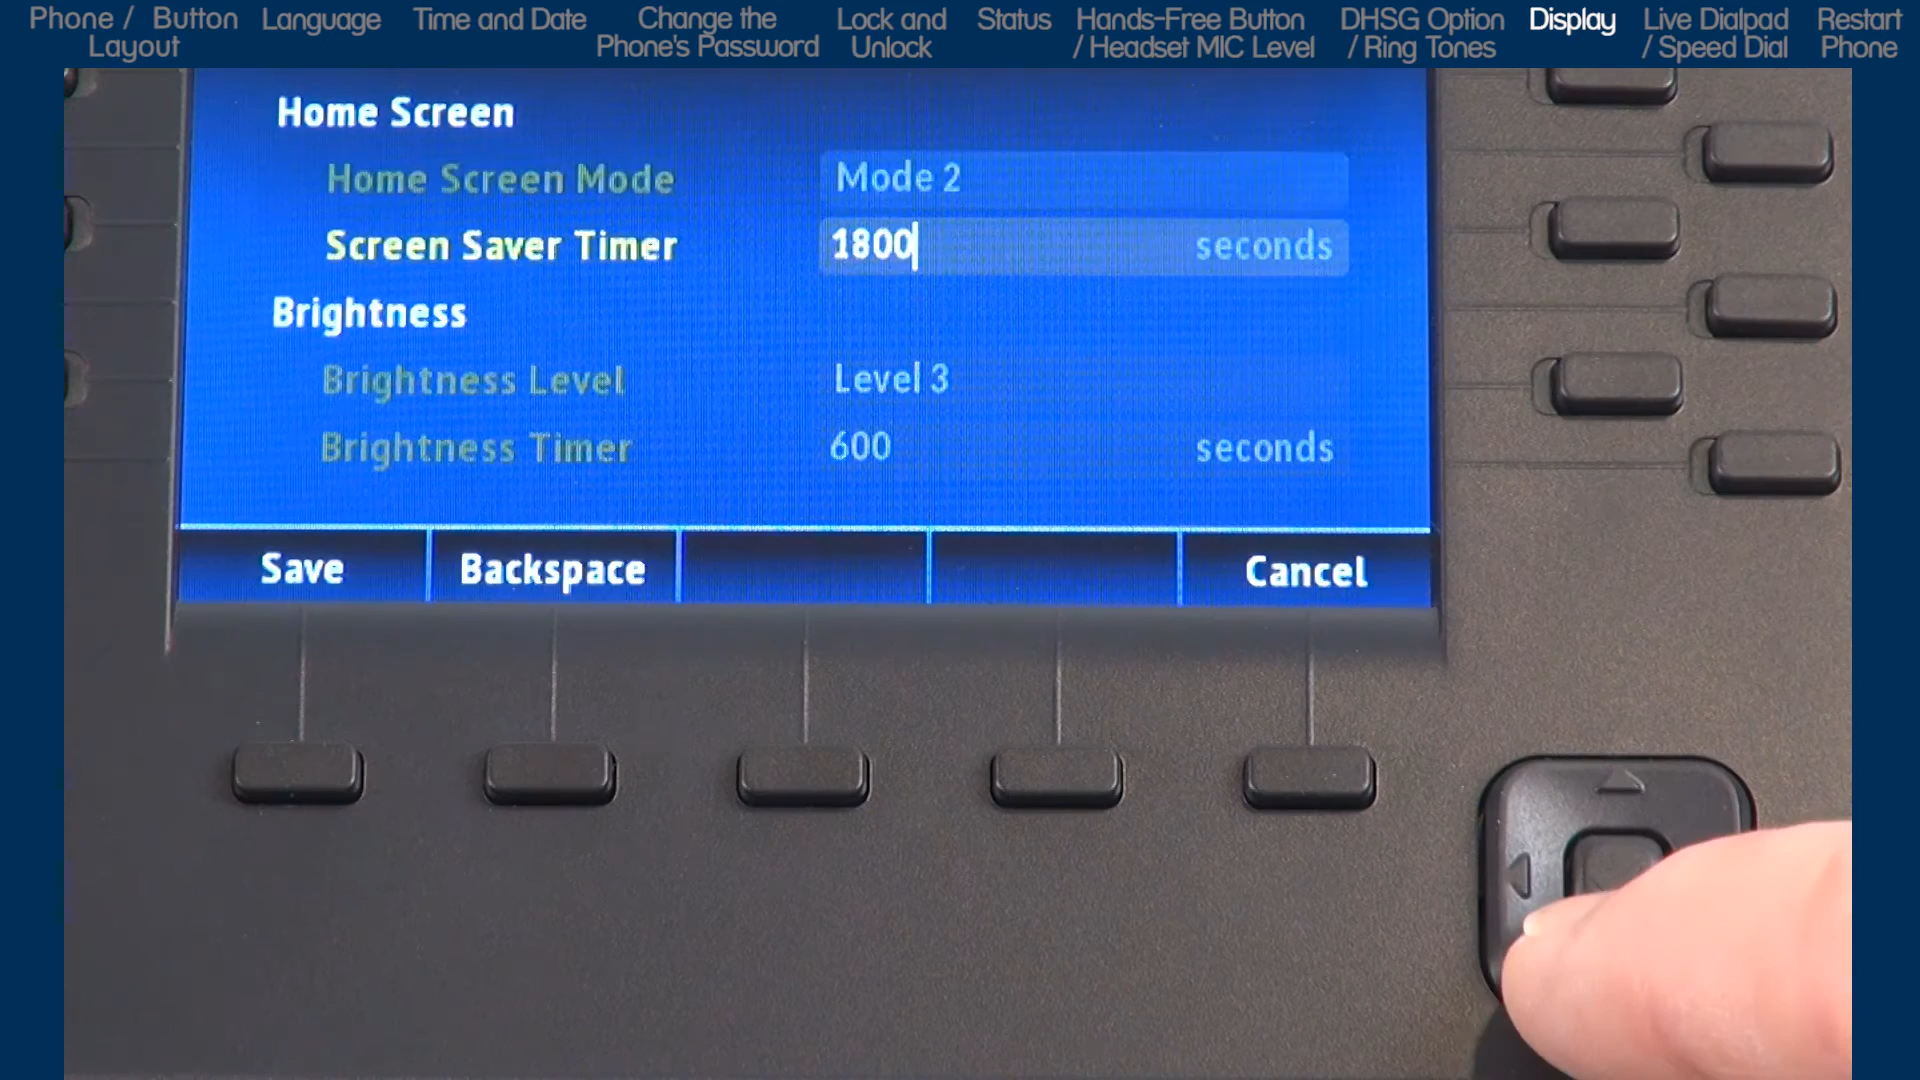 Phone / Button Layout
Language
Time and Date
Change the Phone's Password
Lock and Unlock
Status
Hands-Free Button / Headset MIC Level
DHSG Option / Ring Tones
Display
Live Dialpad / Speed Dial
Restart Phone
Home Screen
Home Screen Mode Mode 2
Screen Saver Timer 1800 seconds
Brightness
Brightness Level Level 3
Brightness Timer 600 seconds
Save Backspace Cancel